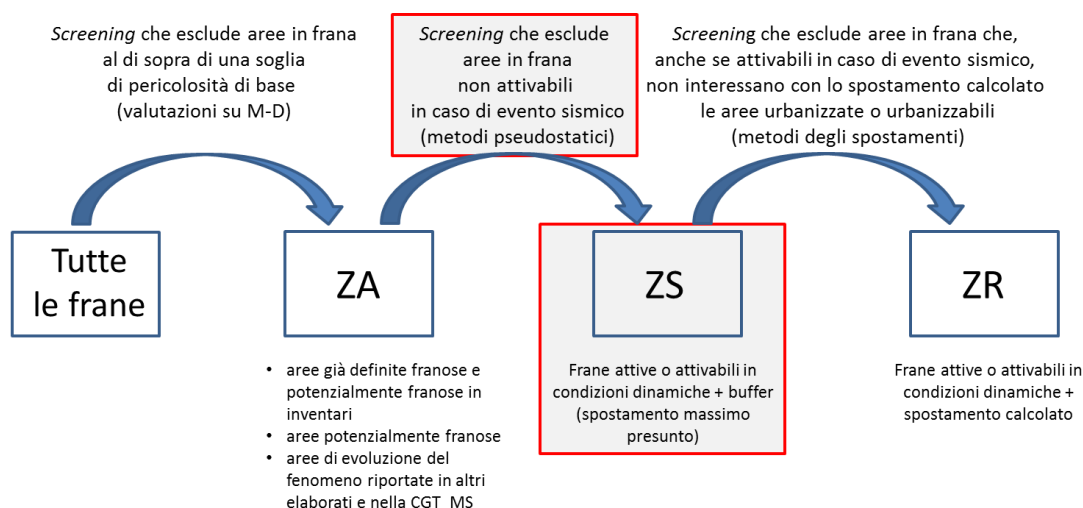 Screening che esclude aree in frana
al di sopra di una soglia
di pericolosità di base
(valutazioni su M-D)
Screening che esclude
aree in frana
non attivabili
in caso di evento sismico
(metodi pseudostatici)
Screening che esclude aree in frana che,
anche se attivabili in caso di evento sismico,
non interessano con lo spostamento calcolato
le aree urbanizzate o urbanizzabili
(metodi degli spostamenti)
Tutte
le frane
ZA
ZS
ZR
• aree già definite franose e
potenzialmente franose in
inventari
• aree potenzialmente franose
• aree di evoluzione del
fenomeno riportate in altri
elaborati e nella CGT_MS
Frane attive o attivabili in
condizioni dinamiche + buffer
(spostamento massimo
presunto)
Frane attive o attivabili in
condizioni dinamiche +
spostamento calcolato